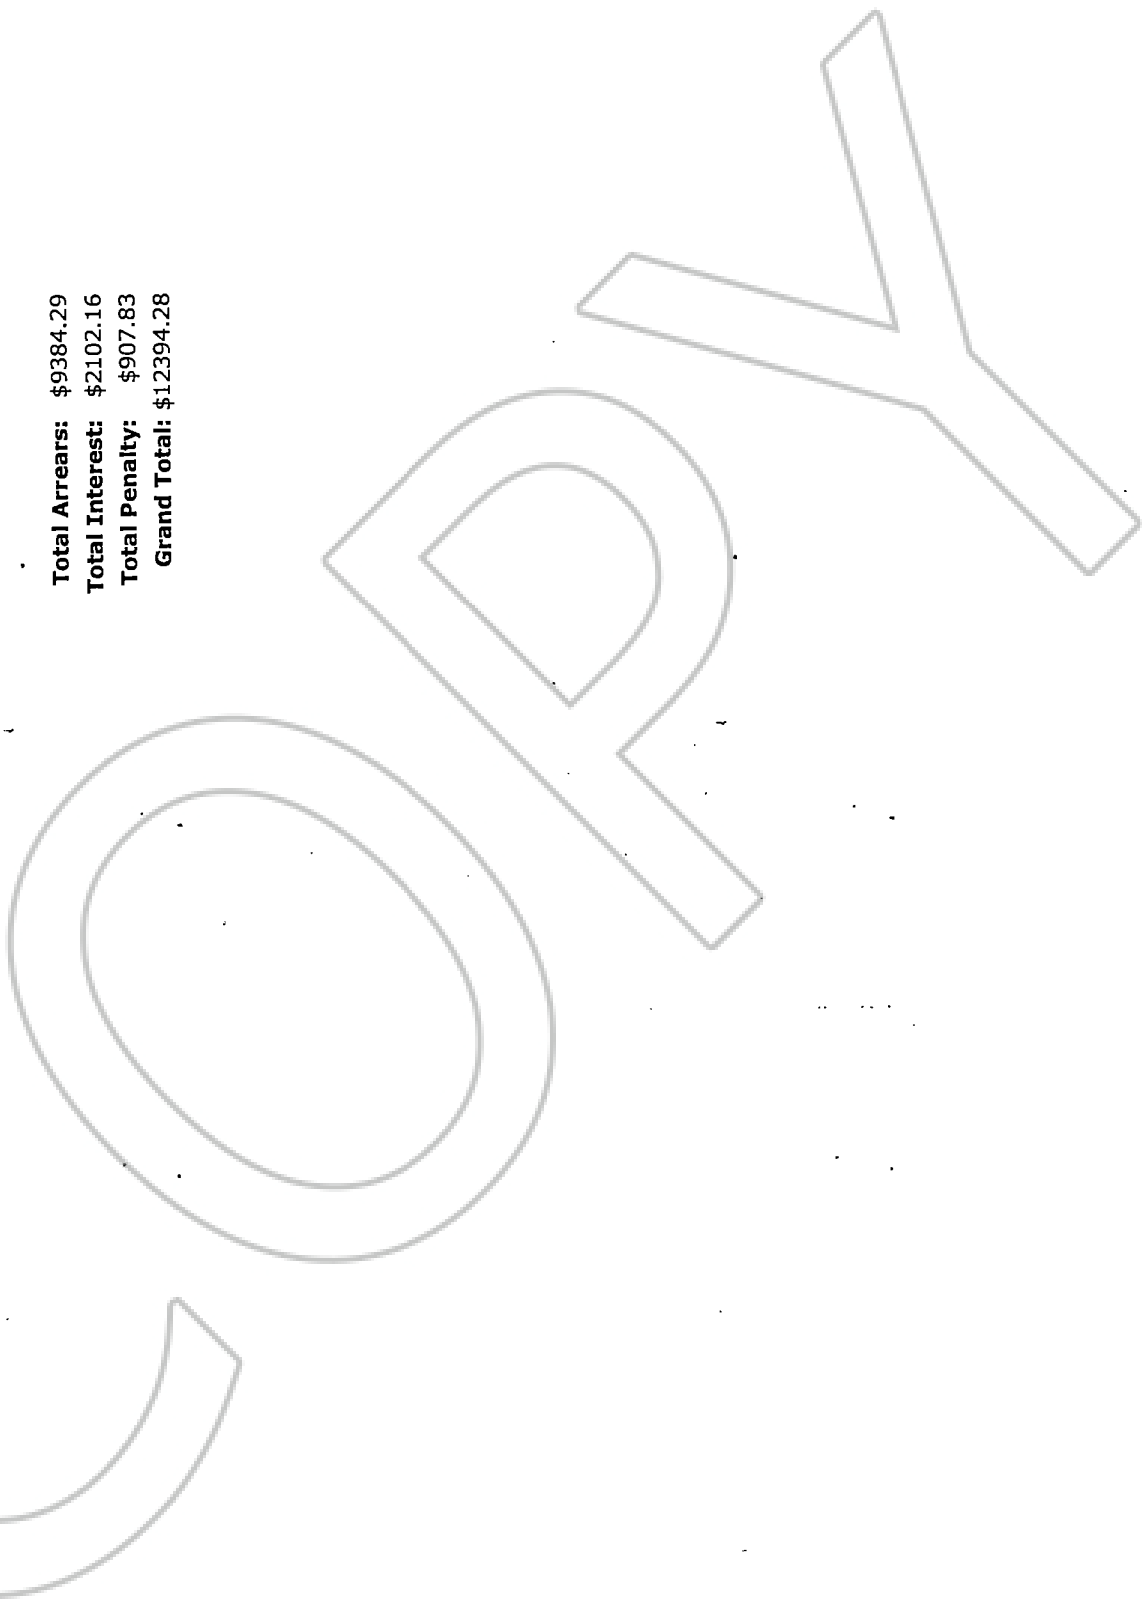 Total Arrears: $9384.29
Total Interest: $2102.16
Total Penalty: $907.83
Grand Total: $12394.28
COPY